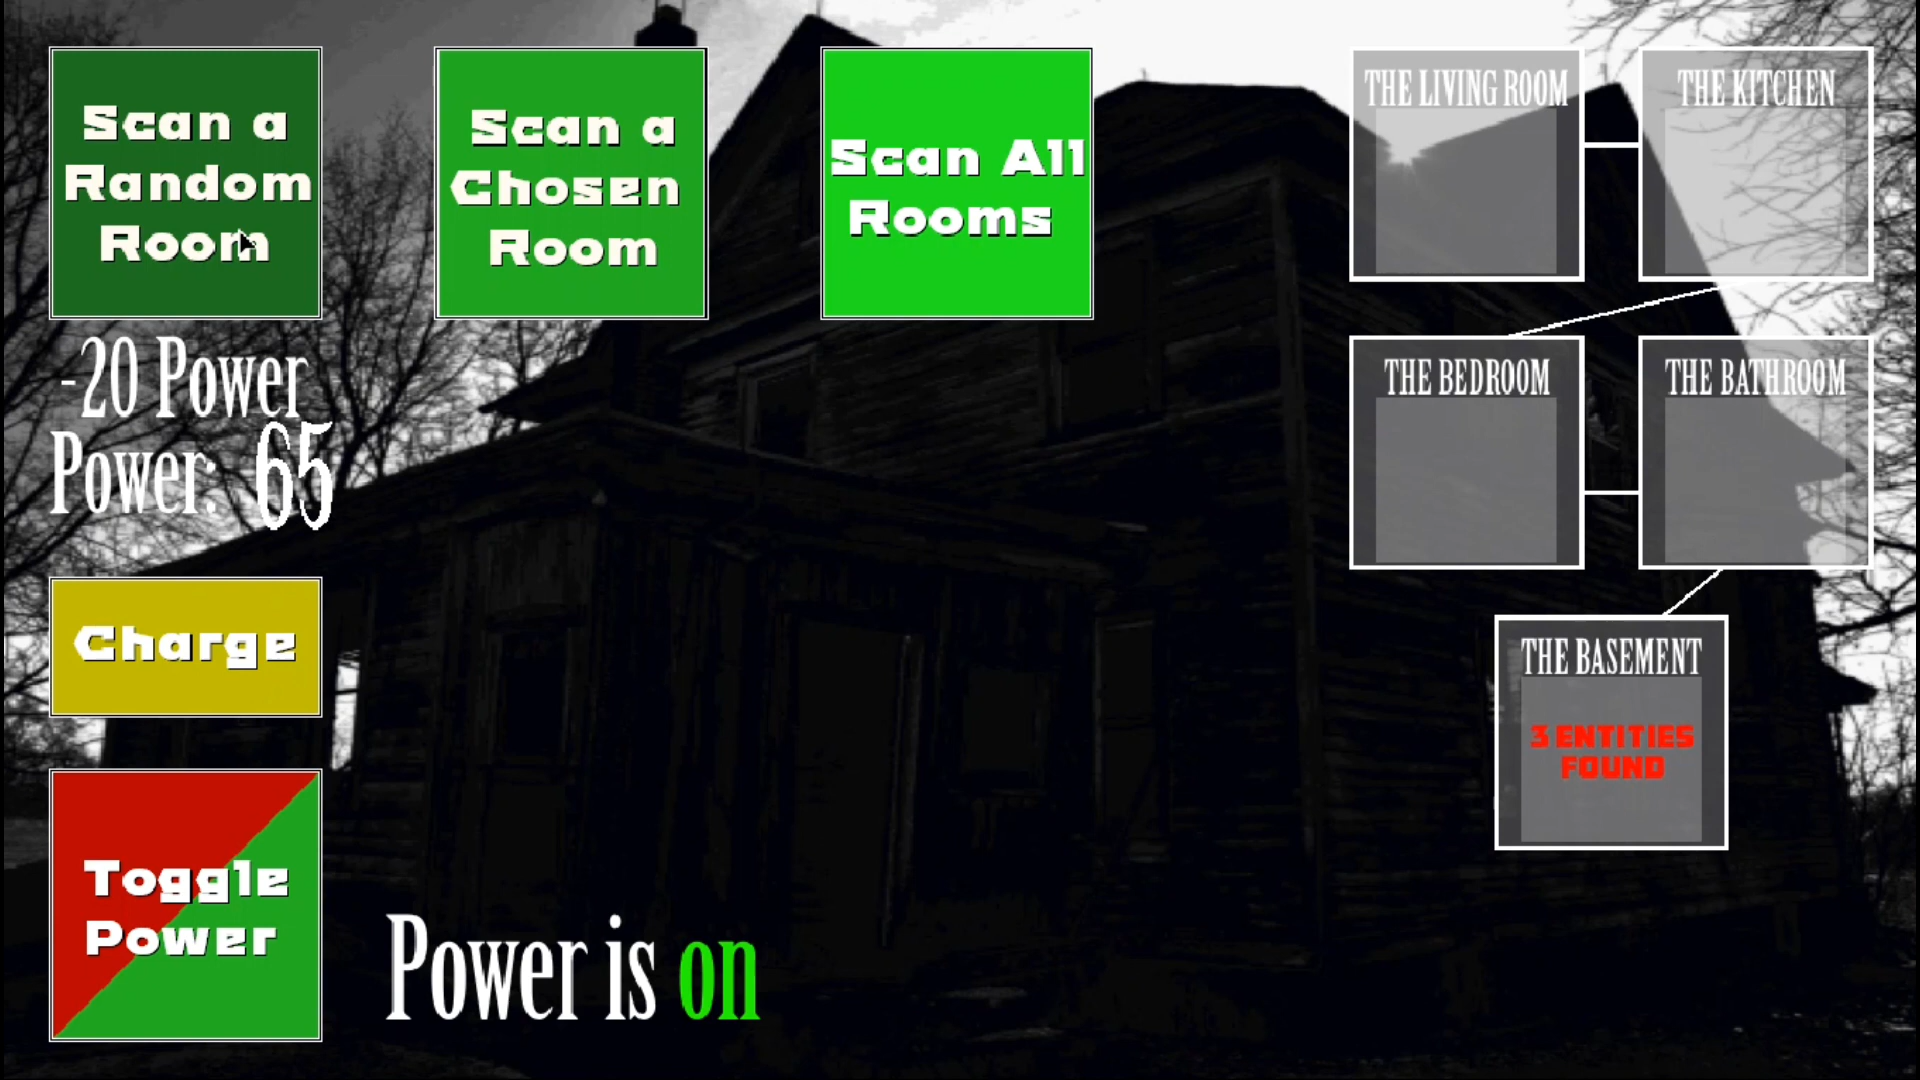 Scan a
Random
Room
Scan a
Chosen
Room
Scan All
Rooms
-20 Power
Power: 65
Charge
Toggle
Power
Power is on
THE LIVING ROOM
THE KITCHEN
THE BEDROOM
THE BATHROOM
THE BASEMENT
3 ENTITIES
FOUND